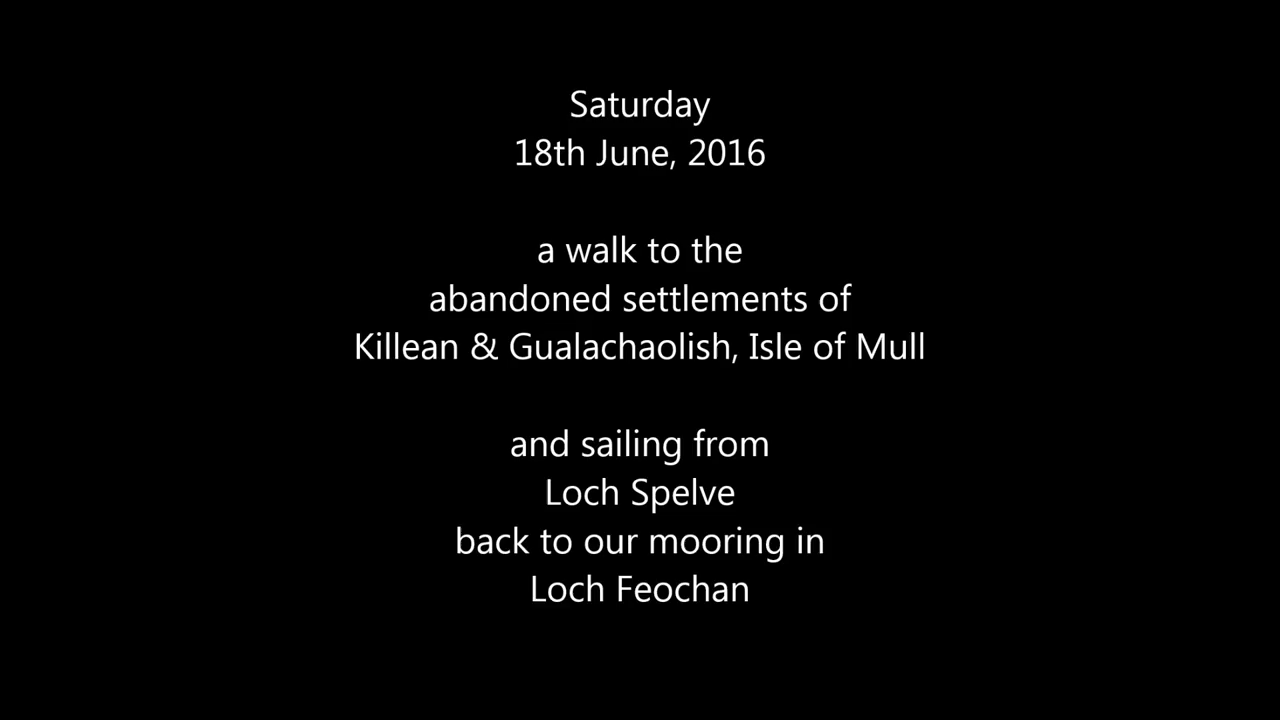 Saturday
18th June, 2016
a walk to the
abandoned settlements of
Killean & Gualachaolish, Isle of Mull
and sailing from
Loch Spelve
back to our mooring in
Loch Feochan